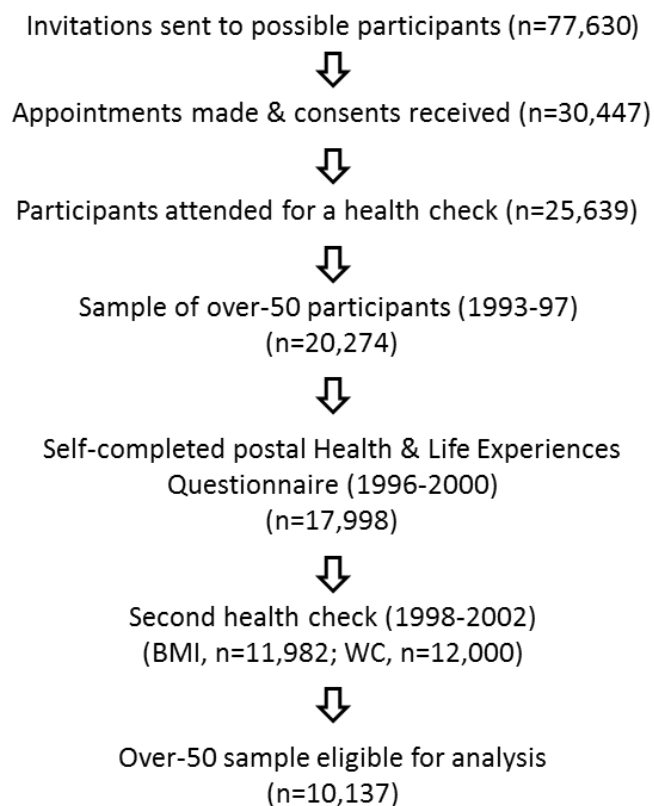 Invitations sent to possible participants (n=77,630)
Appointments made & consents received (n=30,447)
Participants attended for a health check (n=25,639)
Sample of over-50 participants (1993-97)
(n=20,274)
Self-completed postal Health & Life Experiences
Questionnaire (1996-2000)
(n=17,998)
Second health check (1998-2002)
(BMI, n=11,982; WC, n=12,000)
Over-50 sample eligible for analysis
(n=10,137)